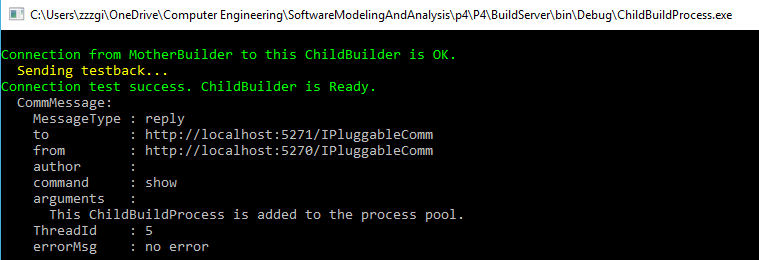 C:\Users\zzzgi\OneDrive\Computer Engineering\SoftwareModelingAndAnalysis\p4\P4\BuildServer\bin\Debug\ChildBuildProcess.exe
Connection from MotherBuilder to this ChildBuilder is OK.
Sending testback...
Connection test success. ChildBuilder is Ready.
CommMessage:
MessageType : reply
to : http://localhost:5271/IPluggableComm
from : http://localhost:5270/IPluggableComm
author :
command : show
arguments :
This ChildBuildProcess is added to the process pool.
ThreadId : 5
errorMsg : no error